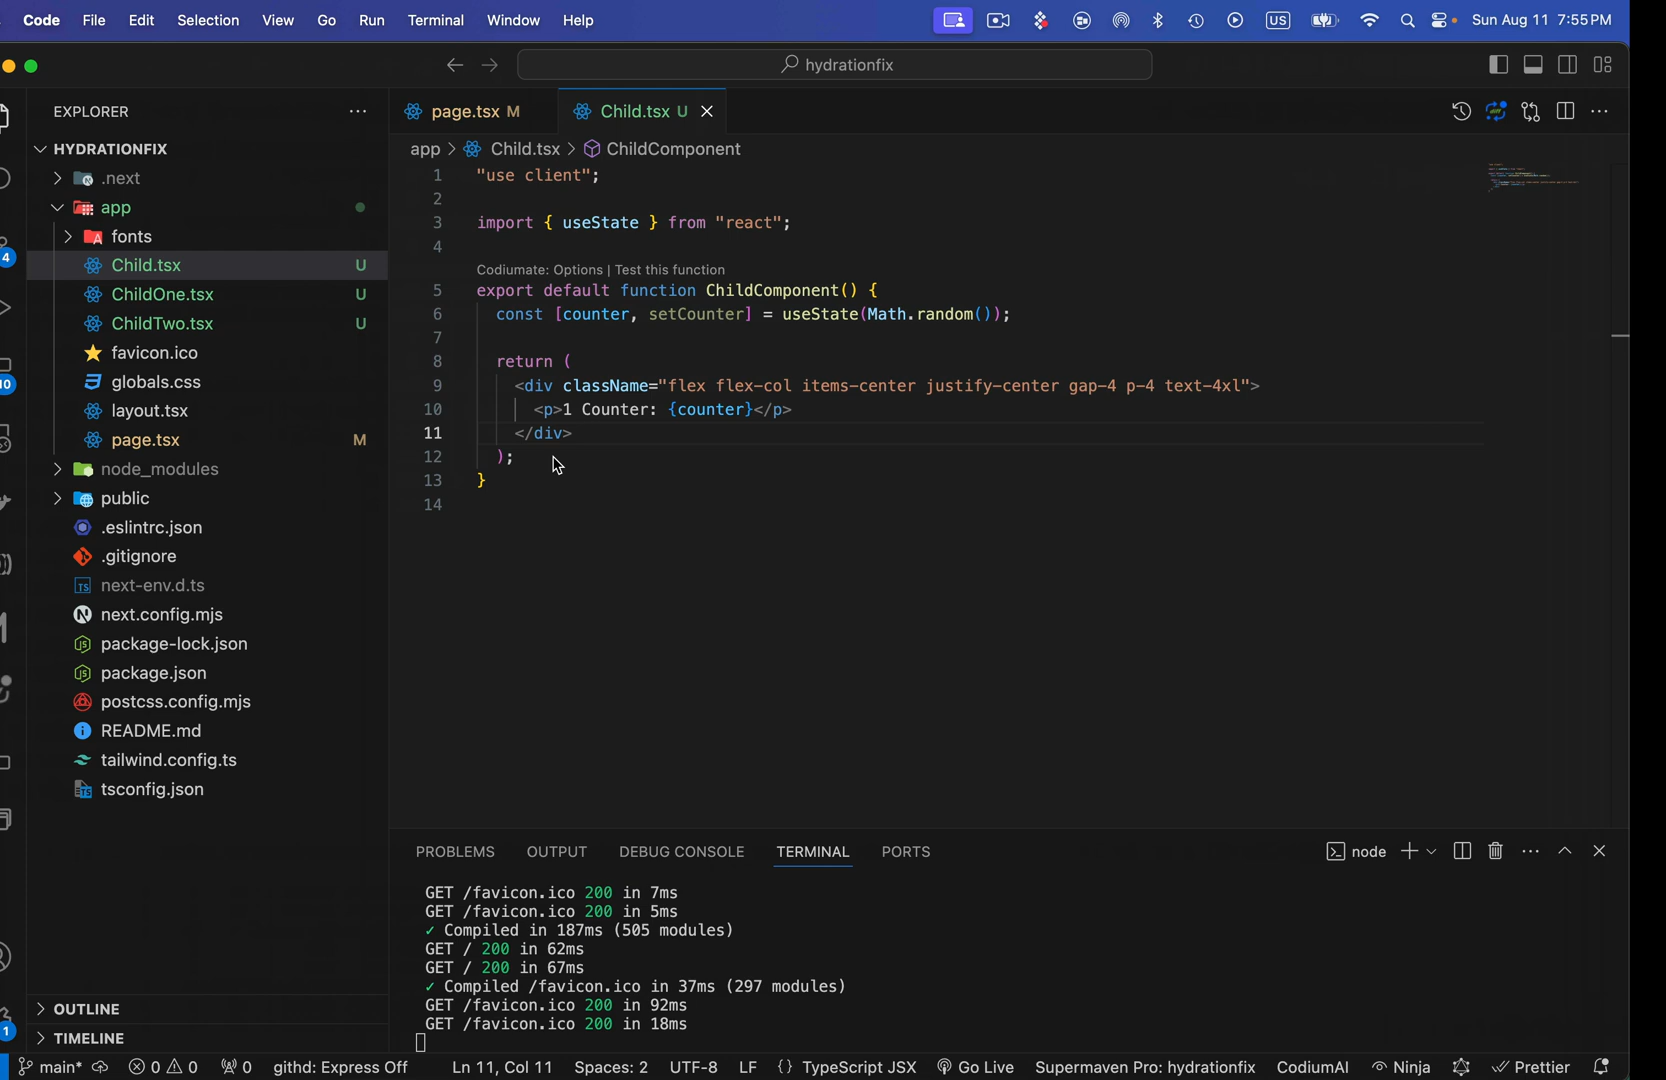 Code File Edit Selection View Go Run Terminal Window Help US Sun Aug 11 7:55 PM
hydrationfix
EXPLORER
HYDRATIONFIX
.next
app
fonts
Child.tsx U
ChildOne.tsx U
ChildTwo.tsx U
favicon.ico
globals.css
layout.tsx
page.tsx M
node_modules
public
.eslintrc.json
.gitignore
next-env.d.ts
next.config.mjs
package-lock.json
package.json
postcss.config.mjs
README.md
tailwind.config.ts
tsconfig.json
OUTLINE
TIMELINE
4
10
1
page.tsx M Child.tsx U
app > Child.tsx > ChildComponent
1 "use client";
2
3 import { useState } from "react";
4
Codiumate: Options | Test this function
5 export default function ChildComponent() {
6 const [counter, setCounter] = useState(Math.random());
7
8 return (
9 <div className="flex flex-col items-center justify-center gap-4 p-4 text-4xl">
10 <p>1 Counter: {counter}</p>
11 </div>
12 );
13 }
14
PROBLEMS OUTPUT DEBUG CONSOLE TERMINAL PORTS node
GET /favicon.ico 200 in 7ms
GET /favicon.ico 200 in 5ms
✓ Compiled in 187ms (505 modules)
GET / 200 in 62ms
GET / 200 in 67ms
✓ Compiled /favicon.ico in 37ms (297 modules)
GET /favicon.ico 200 in 92ms
GET /favicon.ico 200 in 18ms
main* 0 0 0 githd: Express Off Ln 11, Col 11 Spaces: 2 UTF-8 LF {} TypeScript JSX Go Live Supermaven Pro: hydrationfix CodiumAI Ninja Prettier